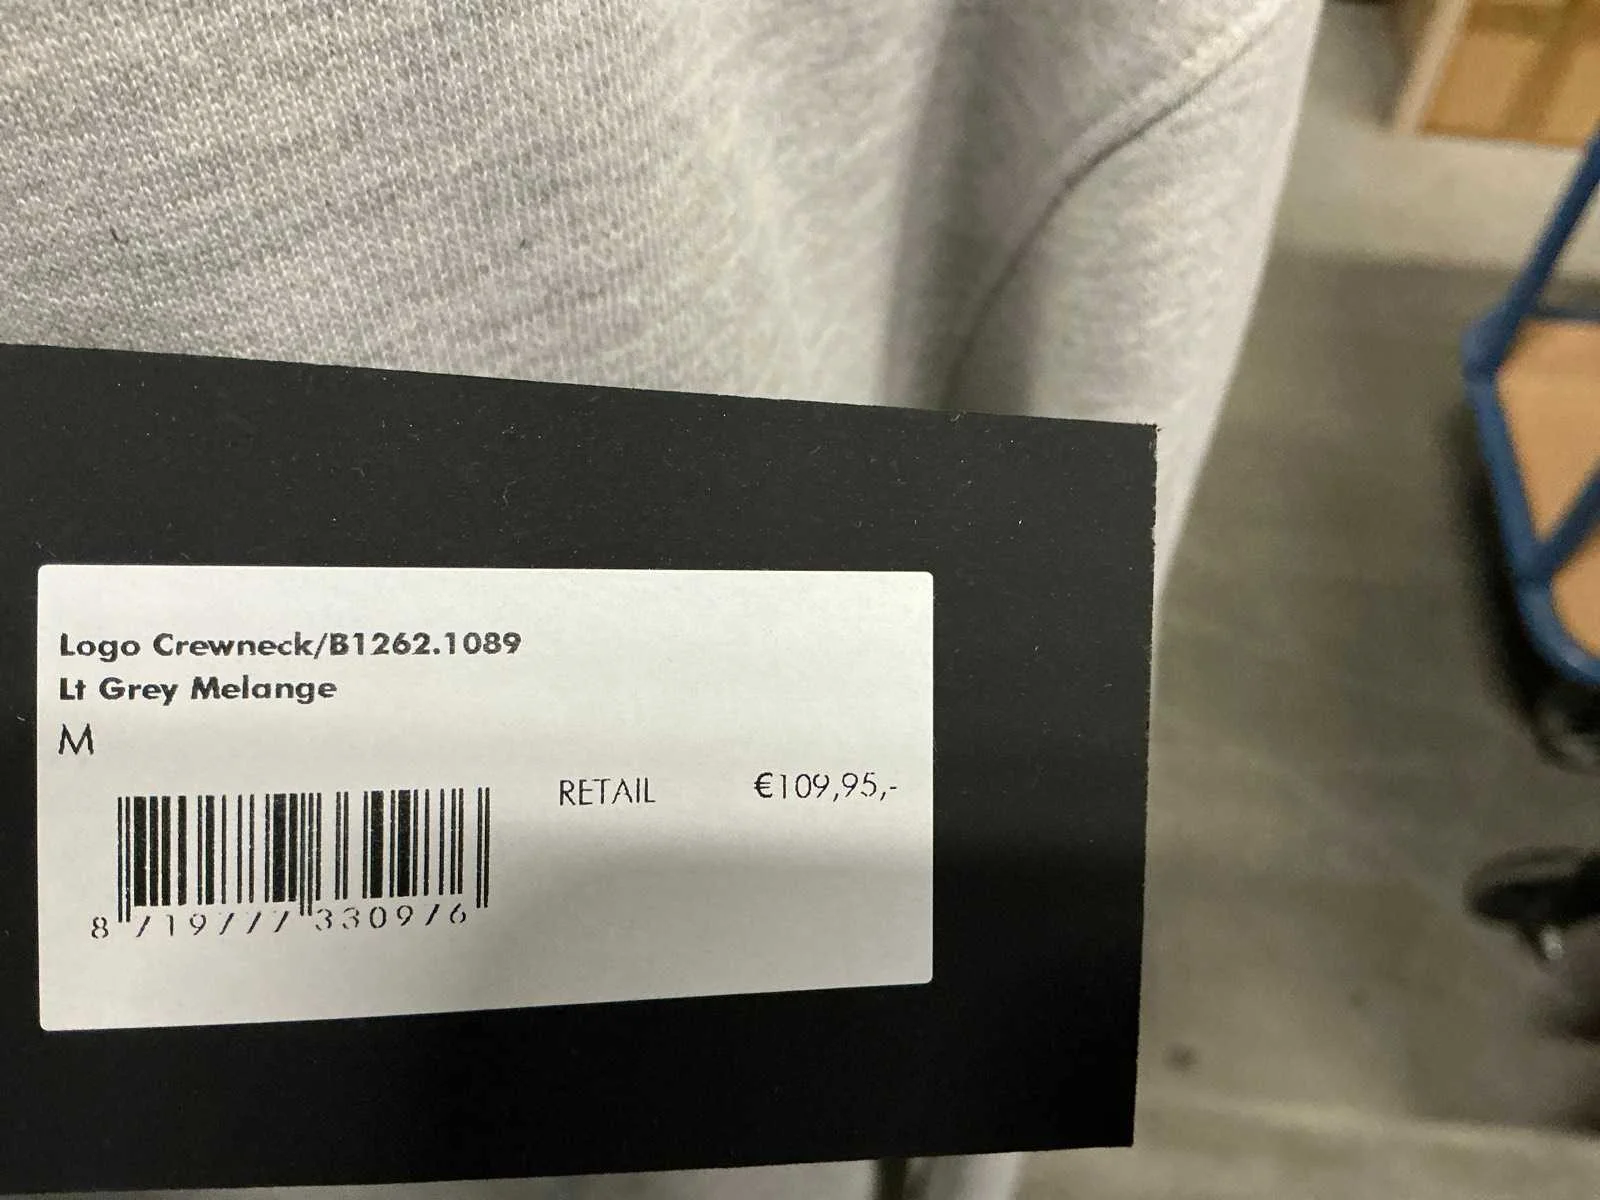 Logo Crewneck/B1262.1089
Lt Grey Melange
M
RETAIL €109,95,-
8 719777 330976